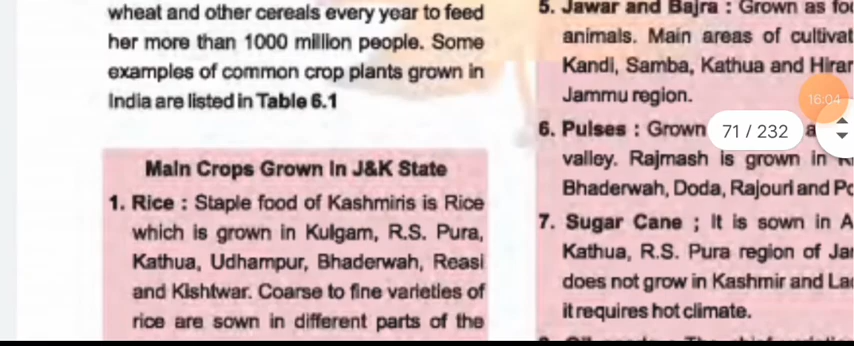 wheat and other cereals every year to feed
her more than 1000 million people. Some
examples of common crop plants grown in
India are listed in Table 6.1
Main Crops Grown in J&K State
1. Rice : Staple food of Kashmiris is Rice
which is grown in Kulgam, R.S. Pura,
Kathua, Udhampur, Bhaderwah, Reasi
and Kishtwar. Coarse to fine varieties of
rice are sown in different parts of the
5. Jawar and Bajra : Grown as
animals. Main areas of
Kandi, Samba, Kathua and
Jammu region.
6. Pulses : Grown
valley. Rajmash is grown in
Bhaderwah, Doda, Rajouri and
7. Sugar Cane ; It is sown in
Kathua, R.S. Pura region of
does not grow in Kashmir and
it requires hot climate.
16:04
71 / 232